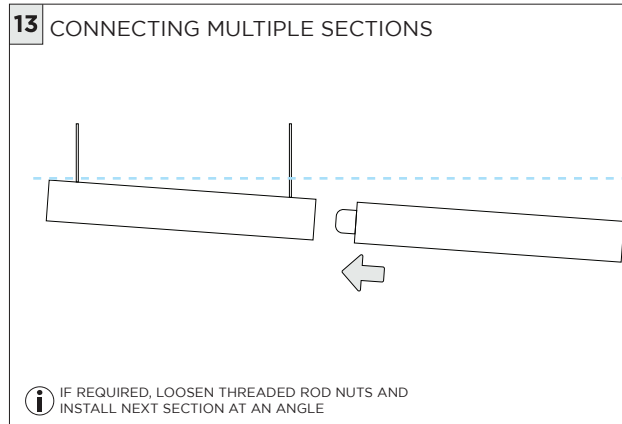 13 CONNECTING MULTIPLE SECTIONS
i IF REQUIRED, LOOSEN THREADED ROD NUTS AND
INSTALL NEXT SECTION AT AN ANGLE